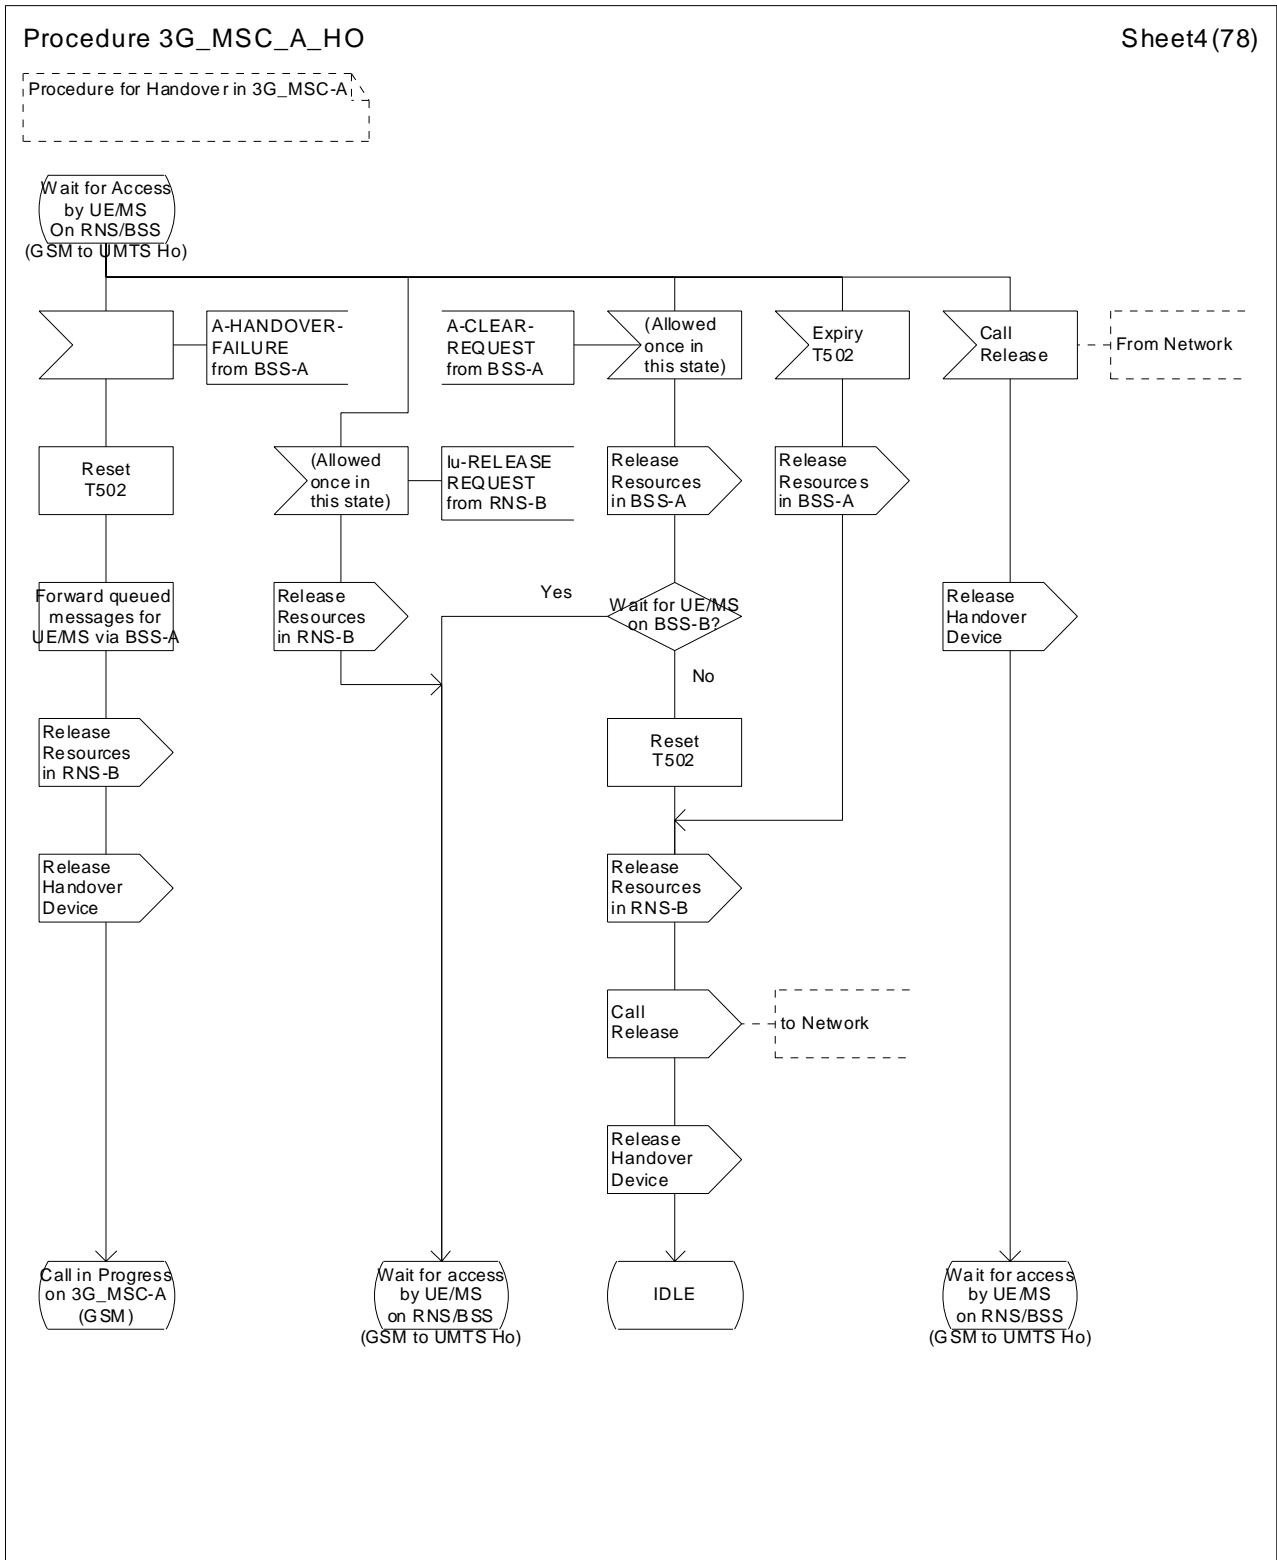 Procedure 3G_MSC_A_HO
Sheet4(78)
Procedure for Handover in 3G_MSC-A
Wait for Access
by UE/MS
On RNS/BSS
(GSM to UMTS Ho)
A-HANDOVER-
FAILURE
from BSS-A
A-CLEAR-
REQUEST
from BSS-A
(Allowed
once in
this state)
Expiry
T502
Call
Release
From Network
Reset
T502
(Allowed
once in
this state)
Iu-RELEASE
REQUEST
from RNS-B
Release
Resources
in BSS-A
Release
Resources
in BSS-A
Forward queued
messages for
UE/MS via BSS-A
Release
Resources
in RNS-B
Yes
Wait for UE/MS
on BSS-B?
No
Release
Handover
Device
Release
Resources
in RNS-B
Reset
T502
Release
Handover
Device
Release
Resources
in RNS-B
Call
Release
to Network
Release
Handover
Device
Call in Progress
on 3G_MSC-A
(GSM)
Wait for access
by UE/MS
on RNS/BSS
(GSM to UMTS Ho)
IDLE
Wait for access
by UE/MS
on RNS/BSS
(GSM to UMTS Ho)